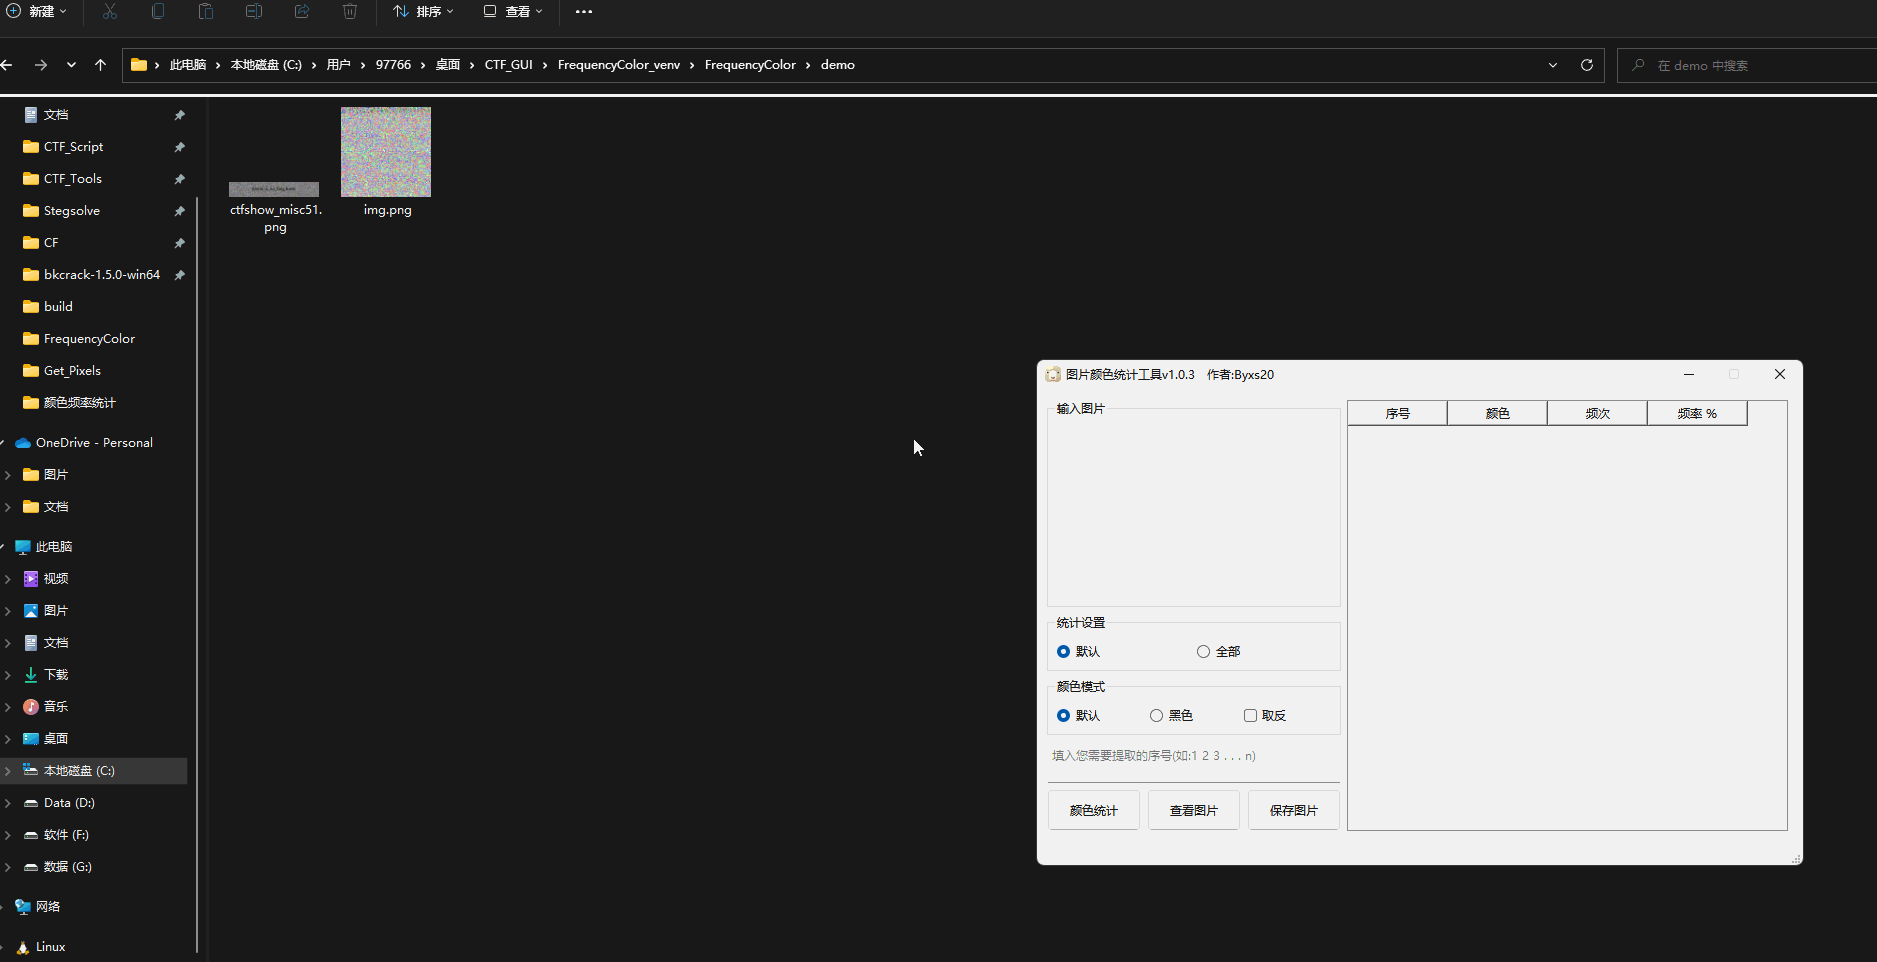 新建
排序
查看
此电脑 › 本地磁盘 (C:) › 用户 › 97766 › 桌面 › CTF_GUI › FrequencyColor_venv › FrequencyColor › demo
在 demo 中搜索
文档
CTF_Script
CTF_Tools
Stegsolve
CF
bkcrack-1.5.0-win64
build
FrequencyColor
Get_Pixels
颜色频率统计
OneDrive - Personal
图片
文档
此电脑
视频
图片
文档
下载
音乐
桌面
本地磁盘 (C:)
Data (D:)
软件 (F:)
数据 (G:)
网络
Linux
ctfshow_misc51.
png
img.png
图片颜色统计工具v1.0.3 作者:Byxs20
输入图片
统计设置
默认 全部
颜色模式
默认 黑色 取反
填入您需要提取的序号(如:1 2 3 . . . n)
颜色统计 查看图片 保存图片
序号 颜色 频次 频率 %